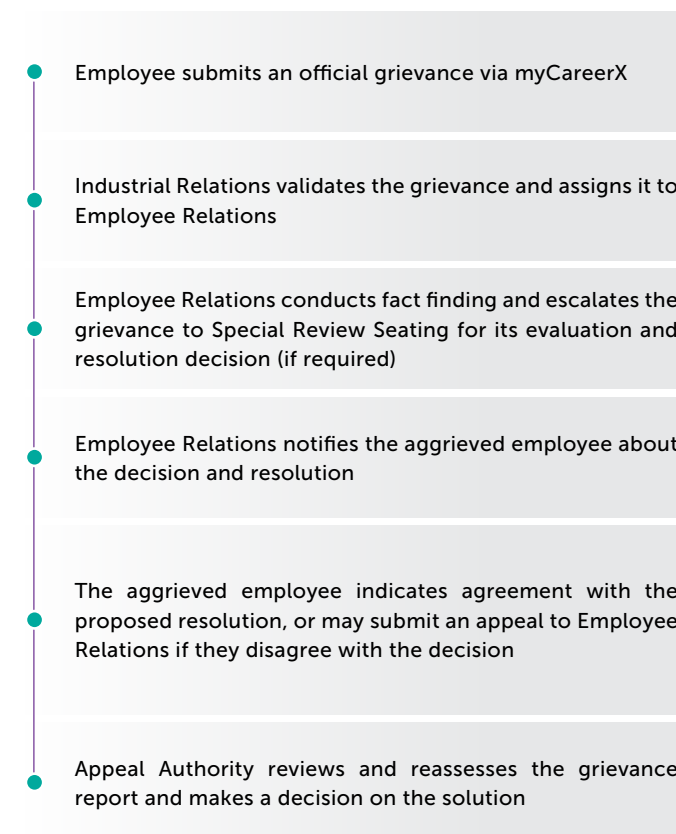 Employee submits an official grievance via myCareerX
Industrial Relations validates the grievance and assigns it to
Employee Relations
Employee Relations conducts fact finding and escalates the
grievance to Special Review Seating for its evaluation and
resolution decision (if required)
Employee Relations notifies the aggrieved employee about
the decision and resolution
The aggrieved employee indicates agreement with the
proposed resolution, or may submit an appeal to Employee
Relations if they disagree with the decision
Appeal Authority reviews and reassesses the grievance
report and makes a decision on the solution